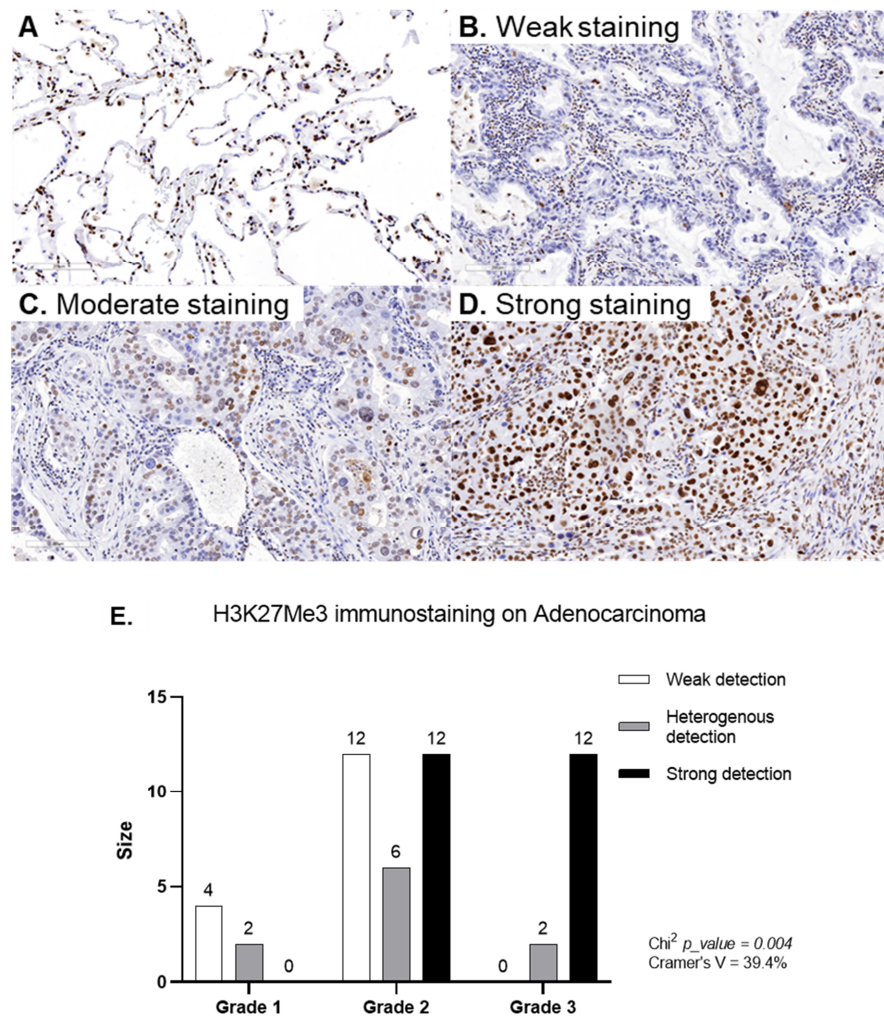 A
B. Weak staining
C. Moderate staining
D. Strong staining
E.
H3K27Me3 immunostaining on Adenocarcinoma
Weak detection
Heterogenous
detection
Strong detection
Size
15
10
5
0
4
2
0
12
6
12
0
2
12
Grade 1
Grade 2
Grade 3
Chi² p_value = 0.004
Cramer's V = 39.4%